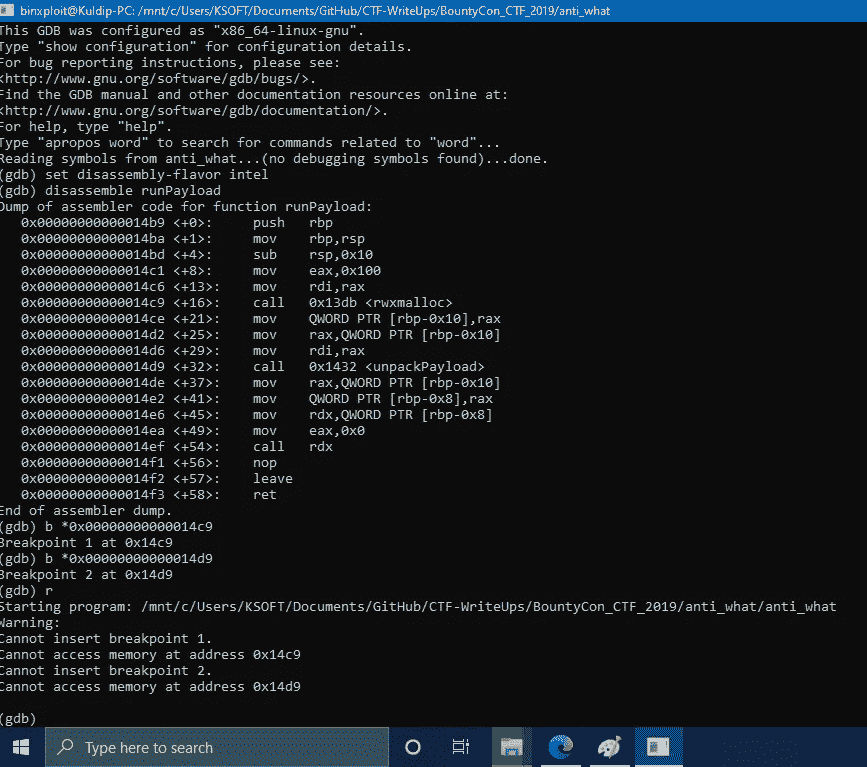 binxploit@Kuldip-PC: /mnt/c/Users/KSOFT/Documents/GitHub/CTF-WriteUps/BountyCon_CTF_2019/anti_what
This GDB was configured as "x86_64-linux-gnu".
Type "show configuration" for configuration details.
For bug reporting instructions, please see:
<http://www.gnu.org/software/gdb/bugs/>.
Find the GDB manual and other documentation resources online at:
<http://www.gnu.org/software/gdb/documentation/>.
For help, type "help".
Type "apropos word" to search for commands related to "word"...
Reading symbols from anti_what...(no debugging symbols found)...done.
(gdb) set disassembly-flavor intel
(gdb) disassemble runPayload
Dump of assembler code for function runPayload:
0x00000000000014b9 <+0>: push rbp
0x00000000000014ba <+1>: mov rbp,rsp
0x00000000000014bd <+4>: sub rsp,0x10
0x00000000000014c1 <+8>: mov eax,0x100
0x00000000000014c6 <+13>: mov rdi,rax
0x00000000000014c9 <+16>: call 0x13db <rwxmalloc>
0x00000000000014ce <+21>: mov QWORD PTR [rbp-0x10],rax
0x00000000000014d2 <+25>: mov rax,QWORD PTR [rbp-0x10]
0x00000000000014d6 <+29>: mov rdi,rax
0x00000000000014d9 <+32>: call 0x1432 <unpackPayload>
0x00000000000014de <+37>: mov rax,QWORD PTR [rbp-0x10]
0x00000000000014e2 <+41>: mov QWORD PTR [rbp-0x8],rax
0x00000000000014e6 <+45>: mov rdx,QWORD PTR [rbp-0x8]
0x00000000000014ea <+49>: mov eax,0x0
0x00000000000014ef <+54>: call rdx
0x00000000000014f1 <+56>: nop
0x00000000000014f2 <+57>: leave
0x00000000000014f3 <+58>: ret
End of assembler dump.
(gdb) b *0x00000000000014c9
Breakpoint 1 at 0x14c9
(gdb) b *0x00000000000014d9
Breakpoint 2 at 0x14d9
(gdb) r
Starting program: /mnt/c/Users/KSOFT/Documents/GitHub/CTF-WriteUps/BountyCon_CTF_2019/anti_what/anti_what
Warning:
Cannot insert breakpoint 1.
Cannot access memory at address 0x14c9
Cannot insert breakpoint 2.
Cannot access memory at address 0x14d9
(gdb)
Type here to search